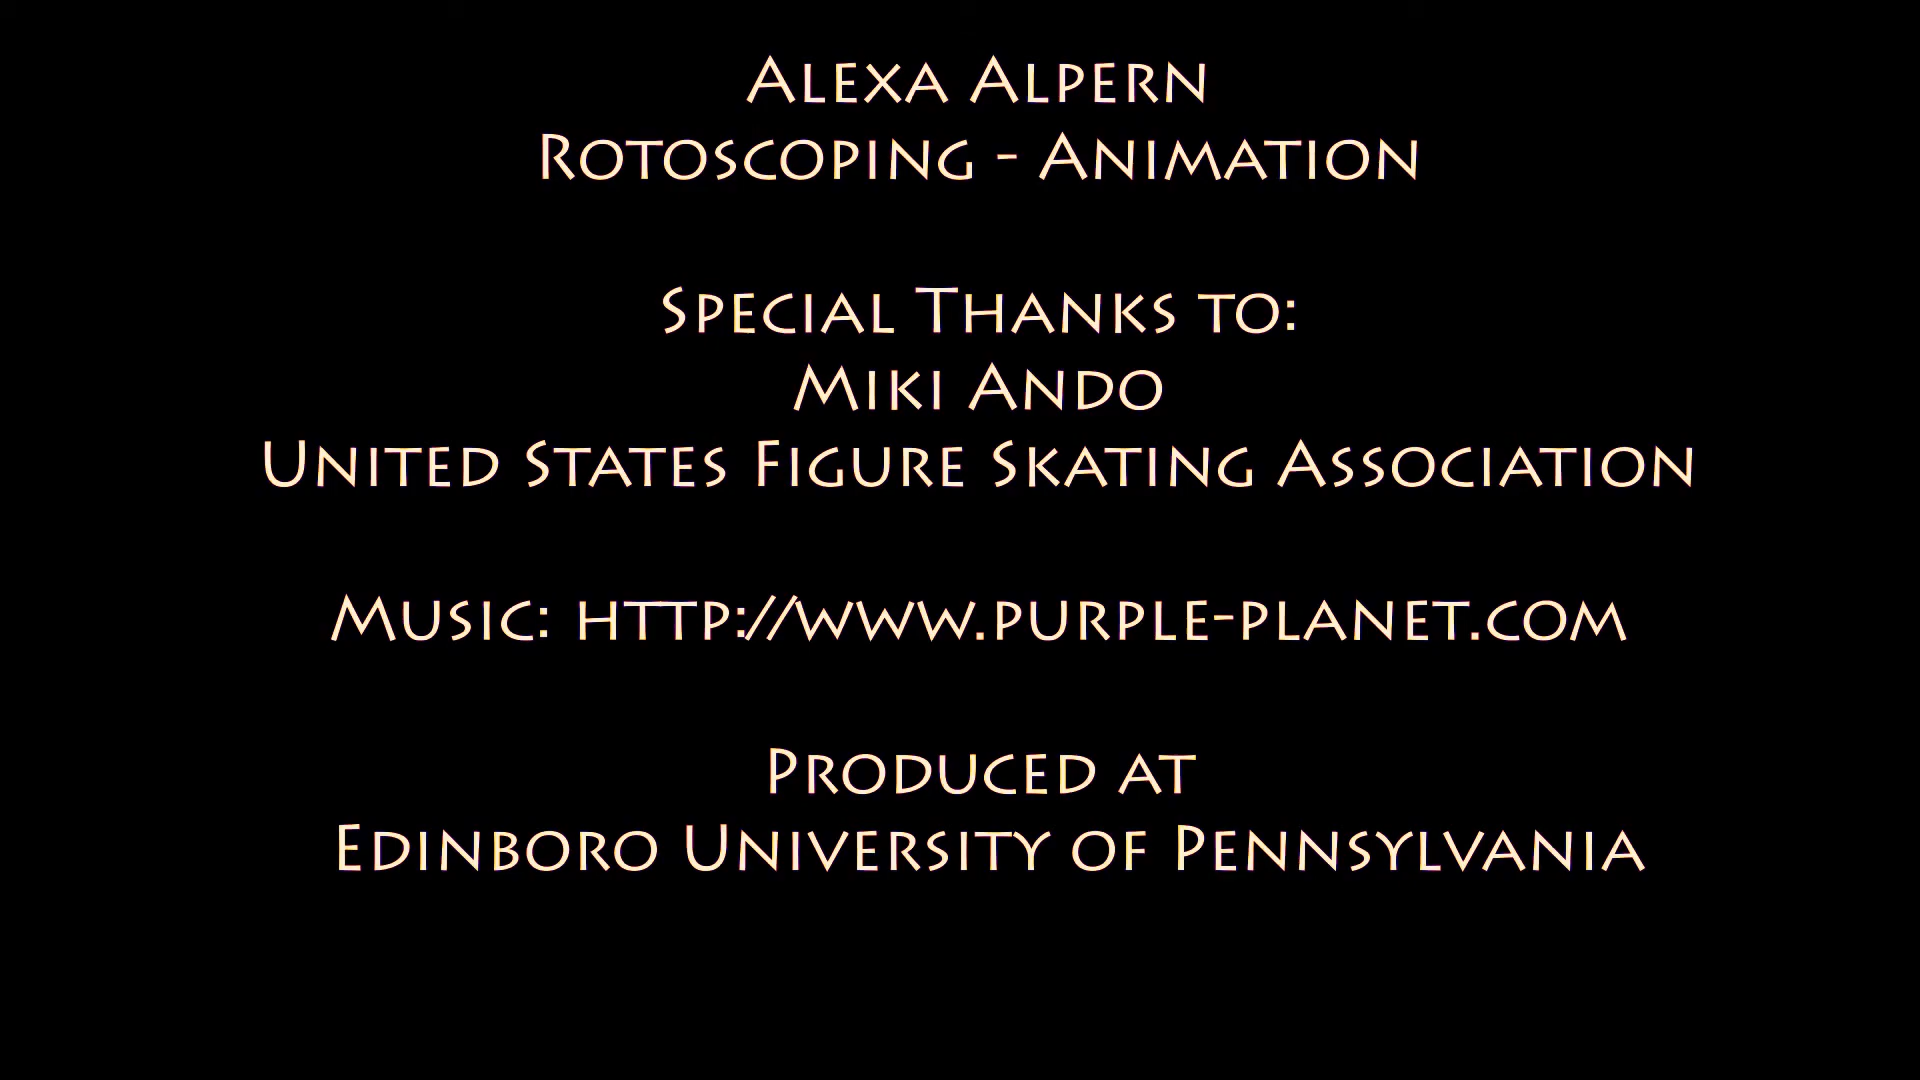 Alexa Alpern
Rotoscoping - Animation
Special Thanks to:
Miki Ando
United States Figure Skating Association
Music: http://www.purple-planet.com
Produced at
Edinboro University of Pennsylvania